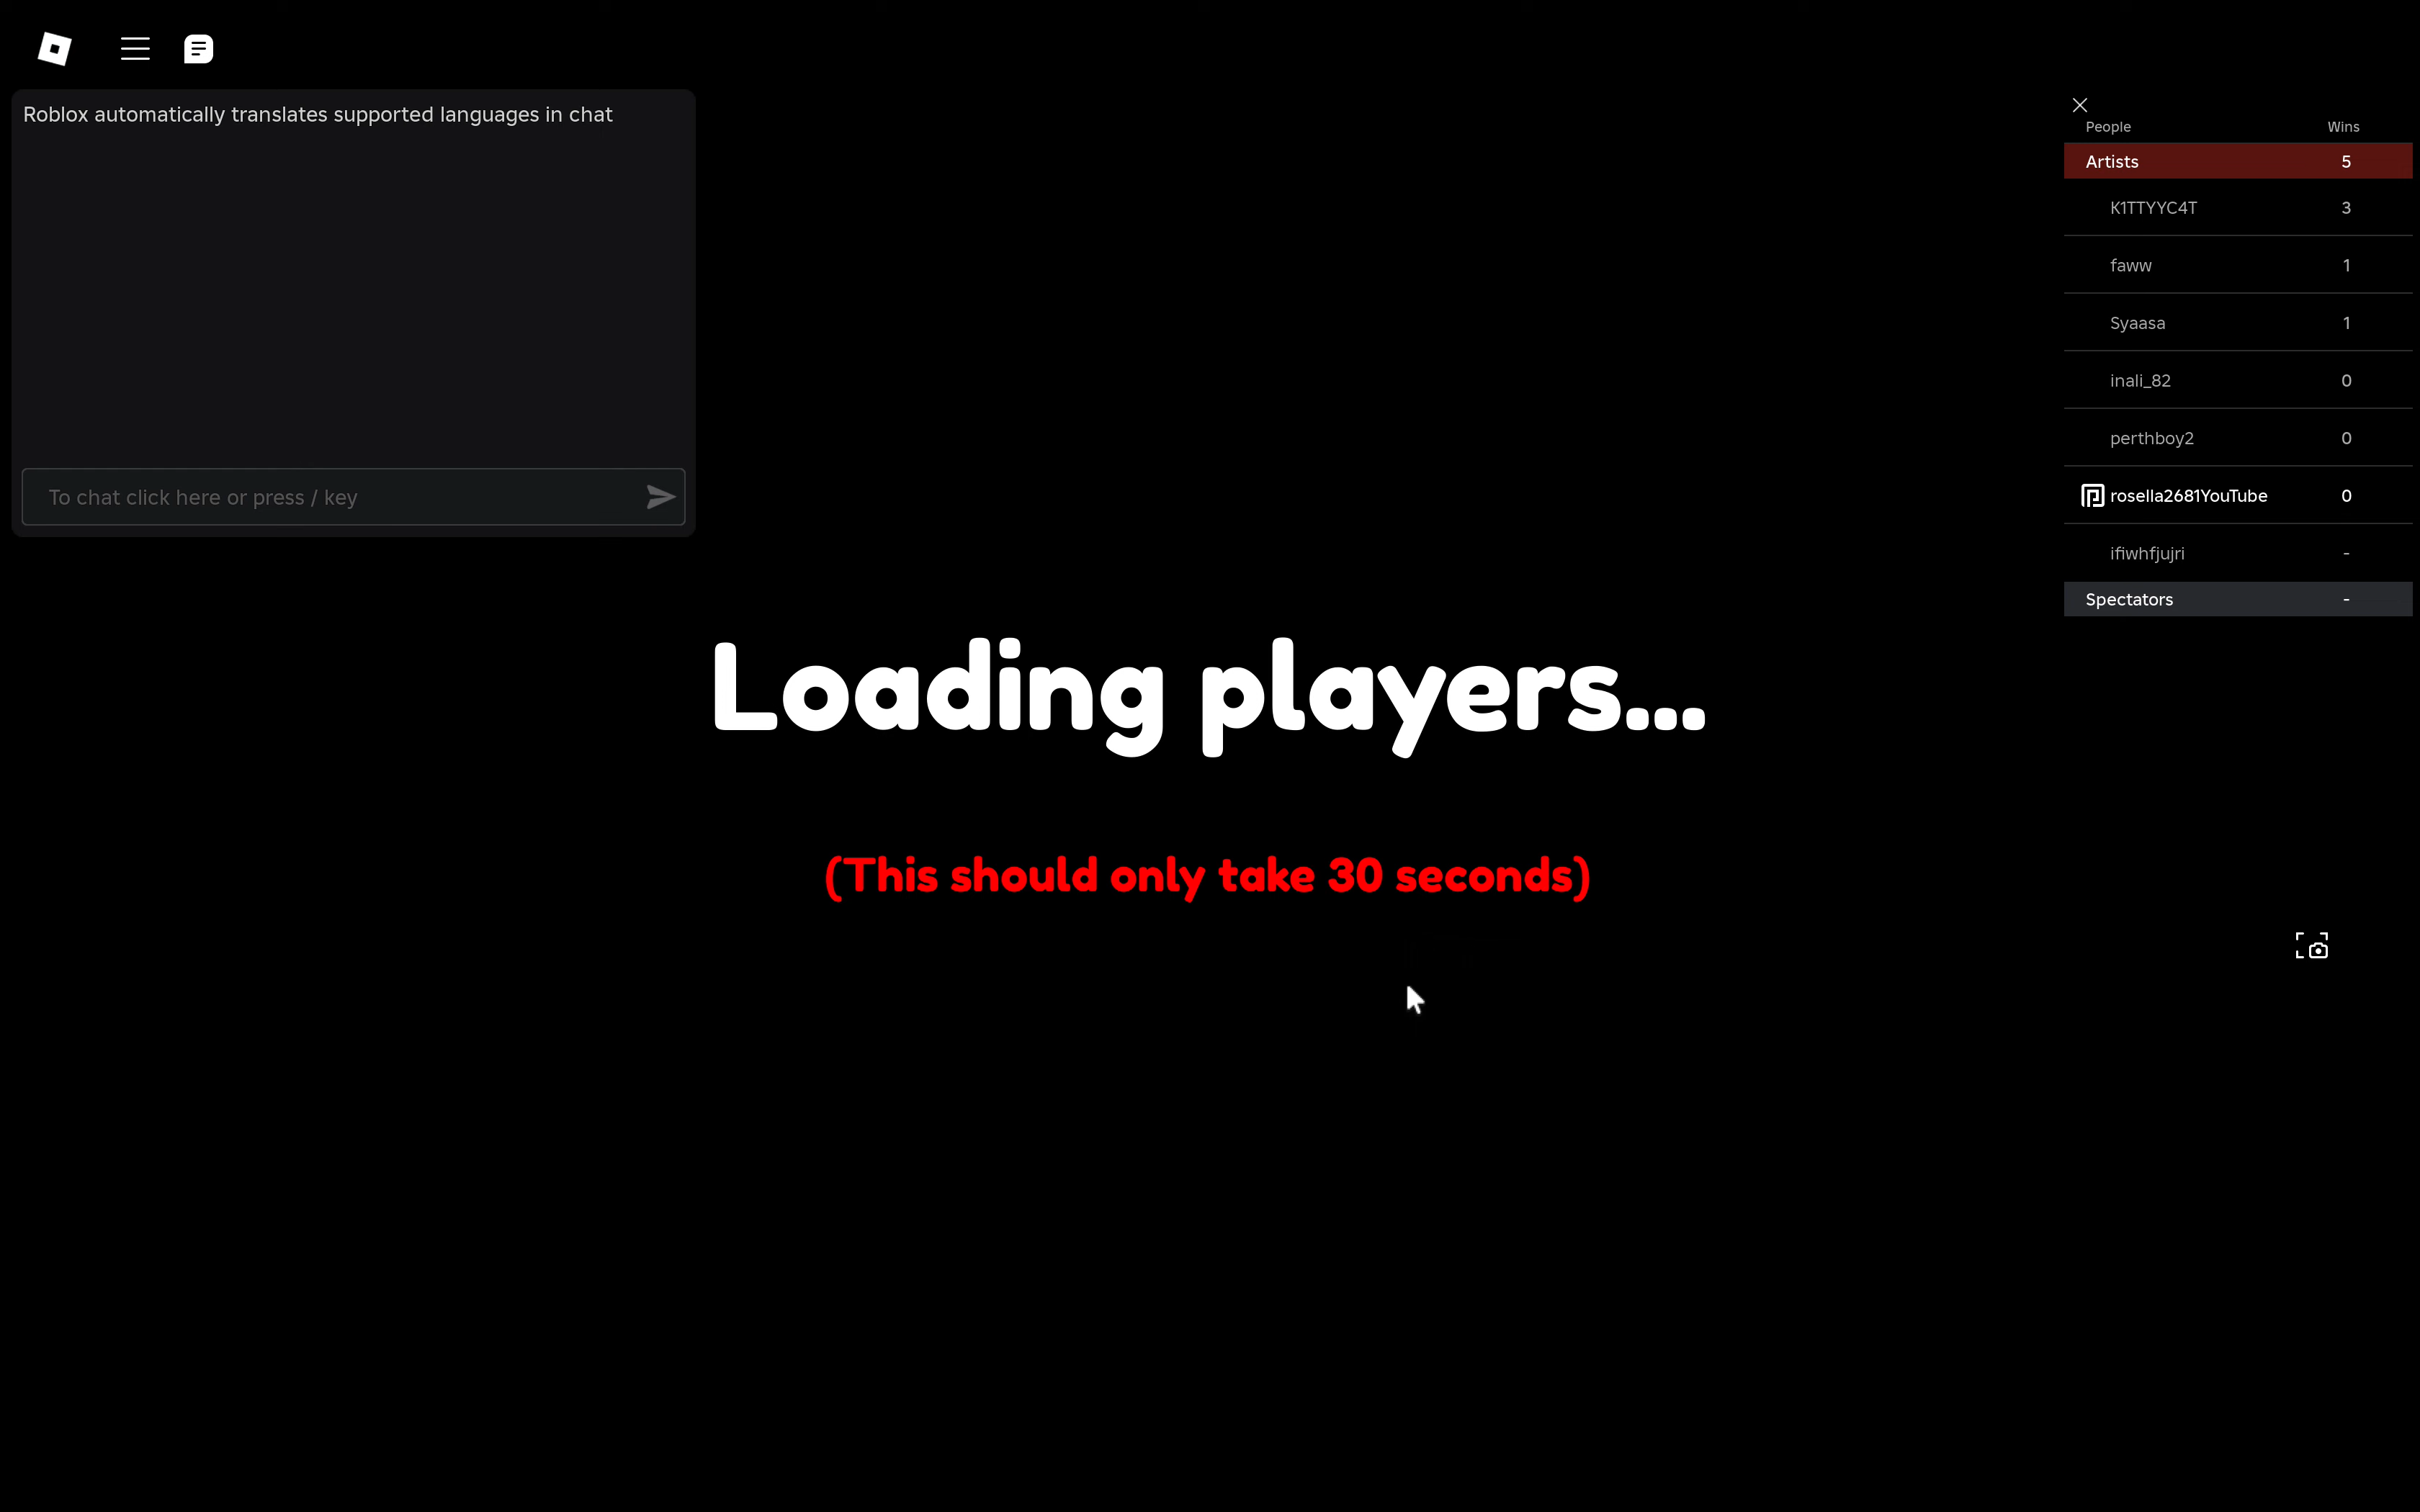 Roblox automatically translates supported languages in chat
To chat click here or press / key
People Wins
Artists 5
K1TTYYC4T 3
faww 1
Syaasa 1
inali_82 0
perthboy2 0
rosella2681YouTube 0
ifiwhfjujri -
Spectators -
Loading players...
(This should only take 30 seconds)